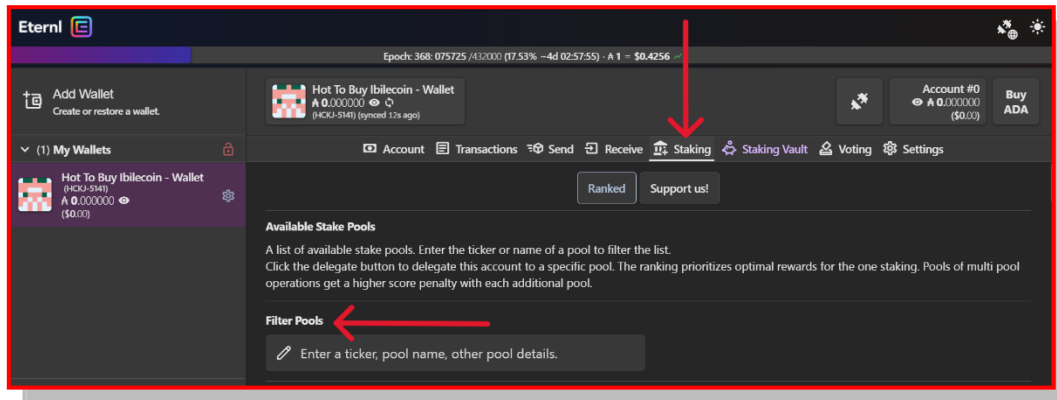 Eternl
Epoch: 368: 075725 /432000 (17.53% ~4d 02:57:55) · ₳ 1 = $0.4256
Add Wallet
Create or restore a wallet.
Hot To Buy Ibilecoin - Wallet
₳ 0.000000
(HCKJ-5141) (synced 12s ago)
Account #0
₳ 0.000000
($0.00)
Buy
ADA
(1) My Wallets
Account Transactions Send Receive Staking Staking Vault Voting Settings
Hot To Buy Ibilecoin - Wallet
(HCKJ-5141)
₳ 0.000000
($0.00)
Ranked Support us!
Available Stake Pools
A list of available stake pools. Enter the ticker or name of a pool to filter the list.
Click the delegate button to delegate this account to a specific pool. The ranking prioritizes optimal rewards for the one staking. Pools of multi pool
operations get a higher score penalty with each additional pool.
Filter Pools
Enter a ticker, pool name, other pool details.